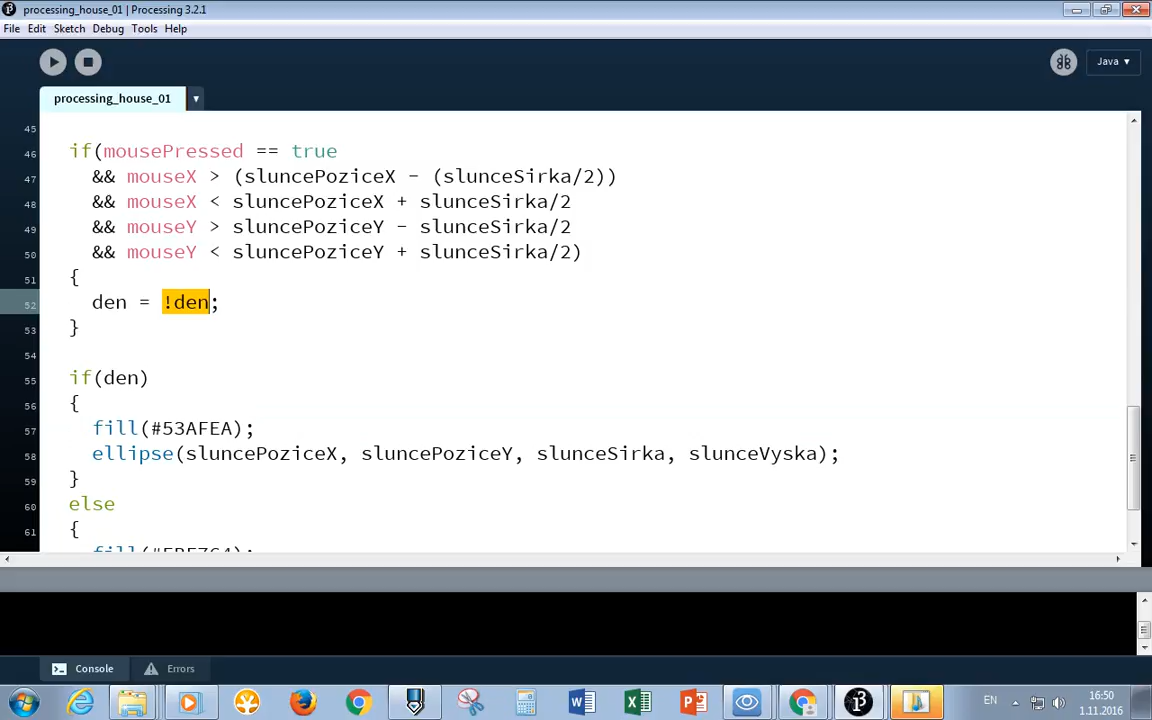 processing_house_01 | Processing 3.2.1
File Edit Sketch Debug Tools Help
Java ▼
processing_house_01 ▼
45
46 if(mousePressed == true
47 && mouseX > (sluncePoziceX - (slunceSirka/2))
48 && mouseX < sluncePoziceX + slunceSirka/2
49 && mouseY > sluncePoziceY - slunceSirka/2
50 && mouseY < sluncePoziceY + slunceSirka/2)
51 {
52 den = !den;
53 }
54
55 if(den)
56 {
57 fill(#53AFEA);
58 ellipse(sluncePoziceX, sluncePoziceY, slunceSirka, slunceVyska);
59 }
60 else
61 {
Console Errors
EN 16:50
1.11.2016